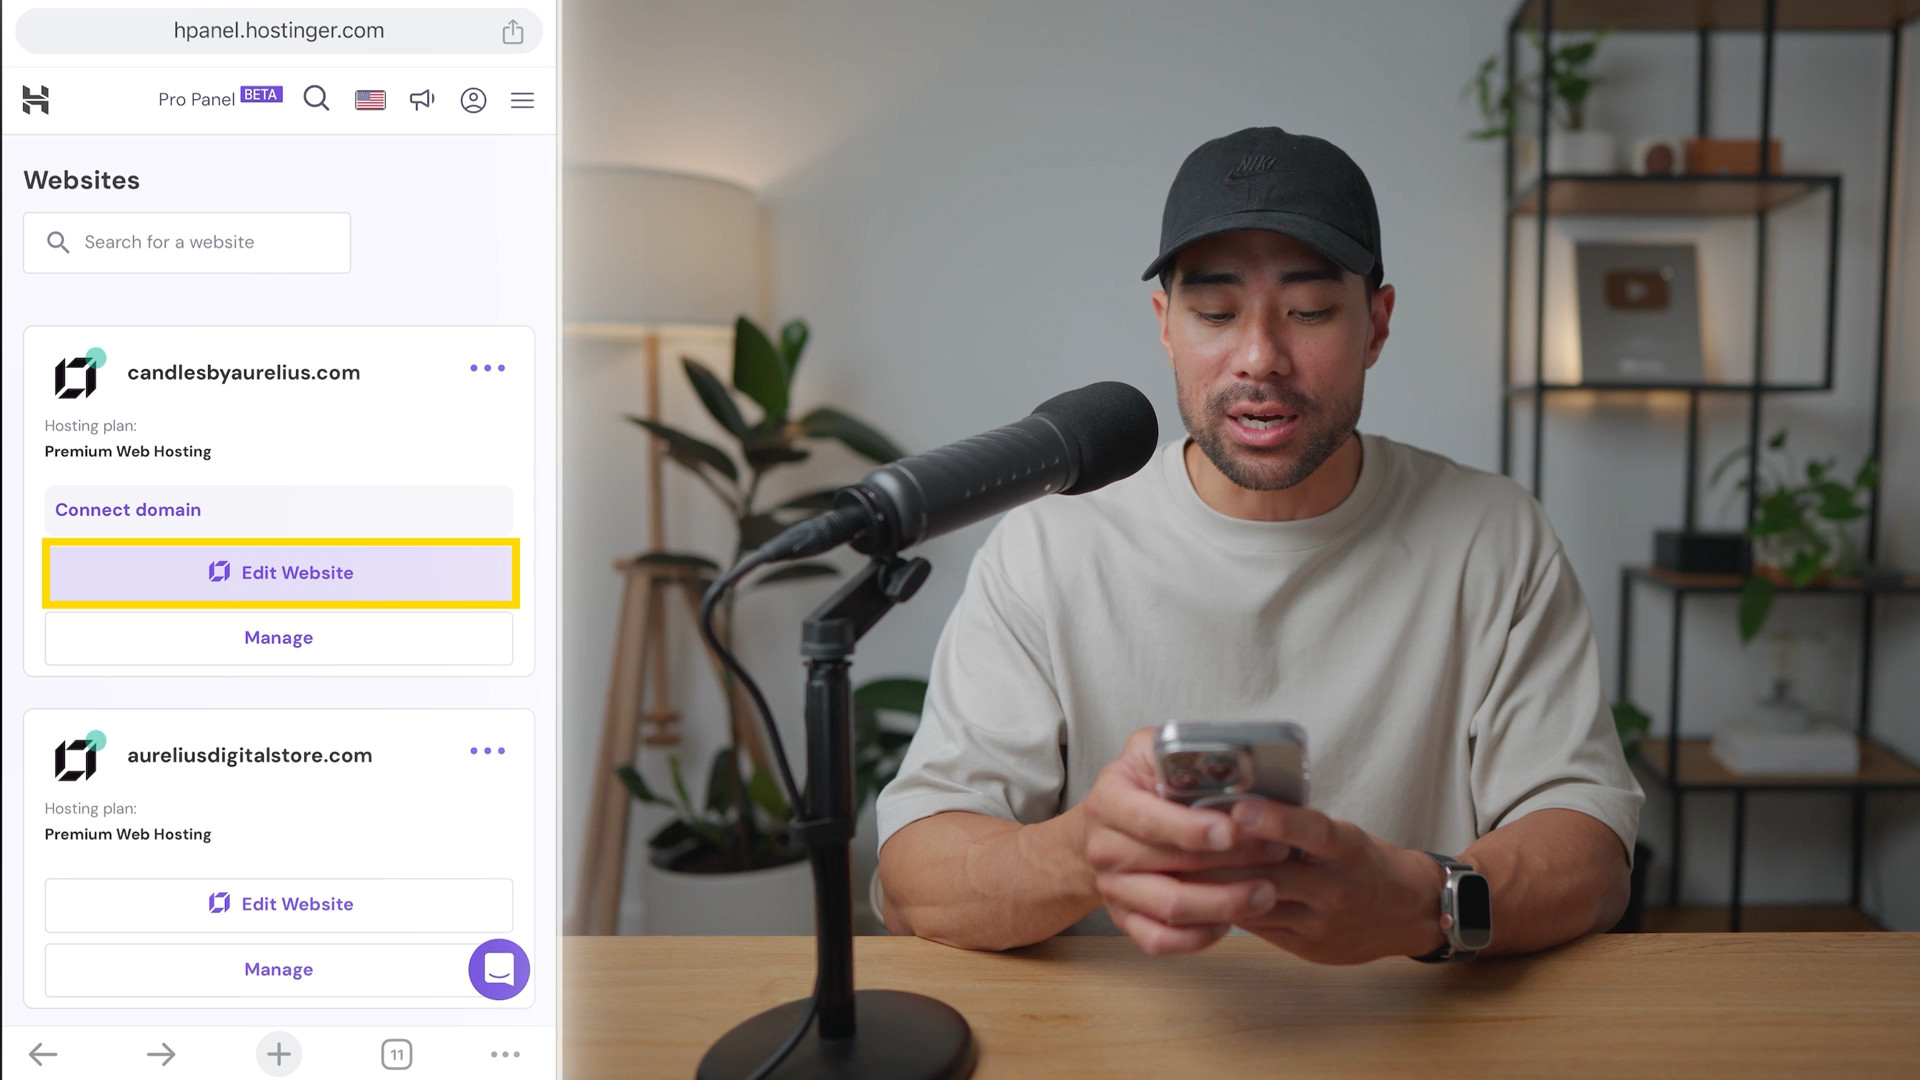 hpanel.hostinger.com
Pro Panel BETA
Websites
Search for a website
candlesbyaurelius.com
Hosting plan:
Premium Web Hosting
Connect domain
Edit Website
Manage
aureliusdigitalstore.com
Hosting plan:
Premium Web Hosting
Edit Website
Manage
11
NIKE